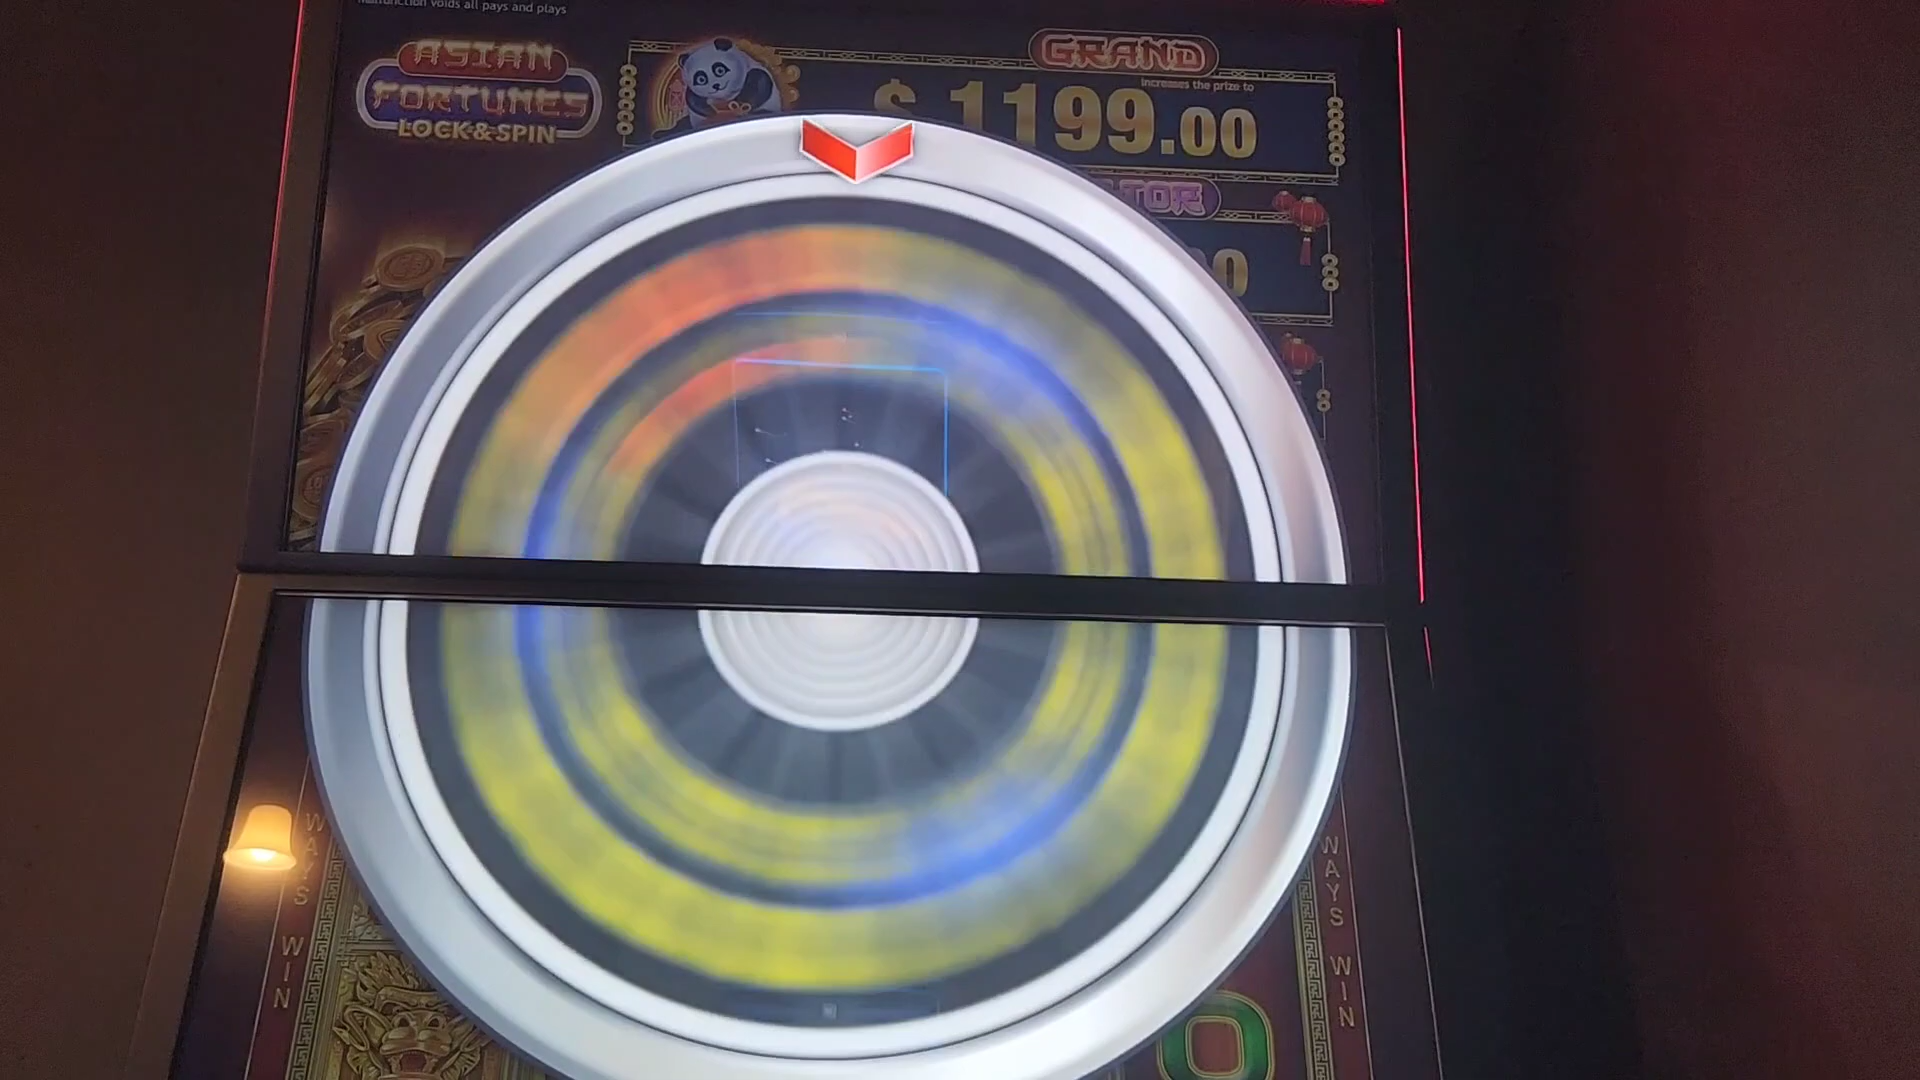 Malfunction voids all pays and plays
ASIAN
FORTUNES
LOCK&SPIN
GRAND
Increases the prize to
$1199.00
WAYS WIN
WAYS WIN